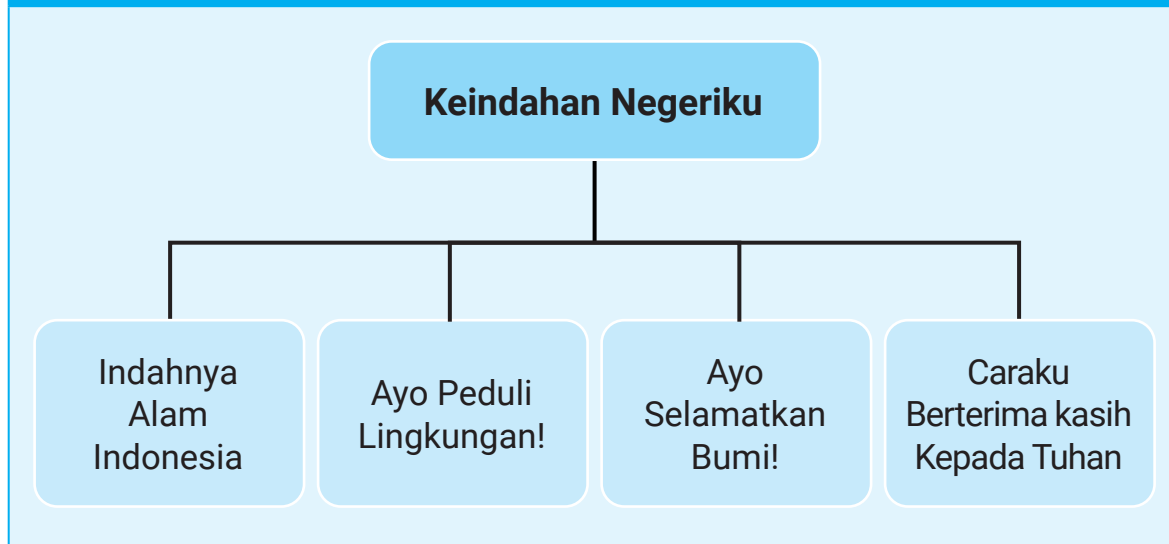 Keindahan Negeriku
Indahnya
Alam
Indonesia
Ayo Peduli
Lingkungan!
Ayo
Selamatkan
Bumi!
Caraku
Berterima kasih
Kepada Tuhan